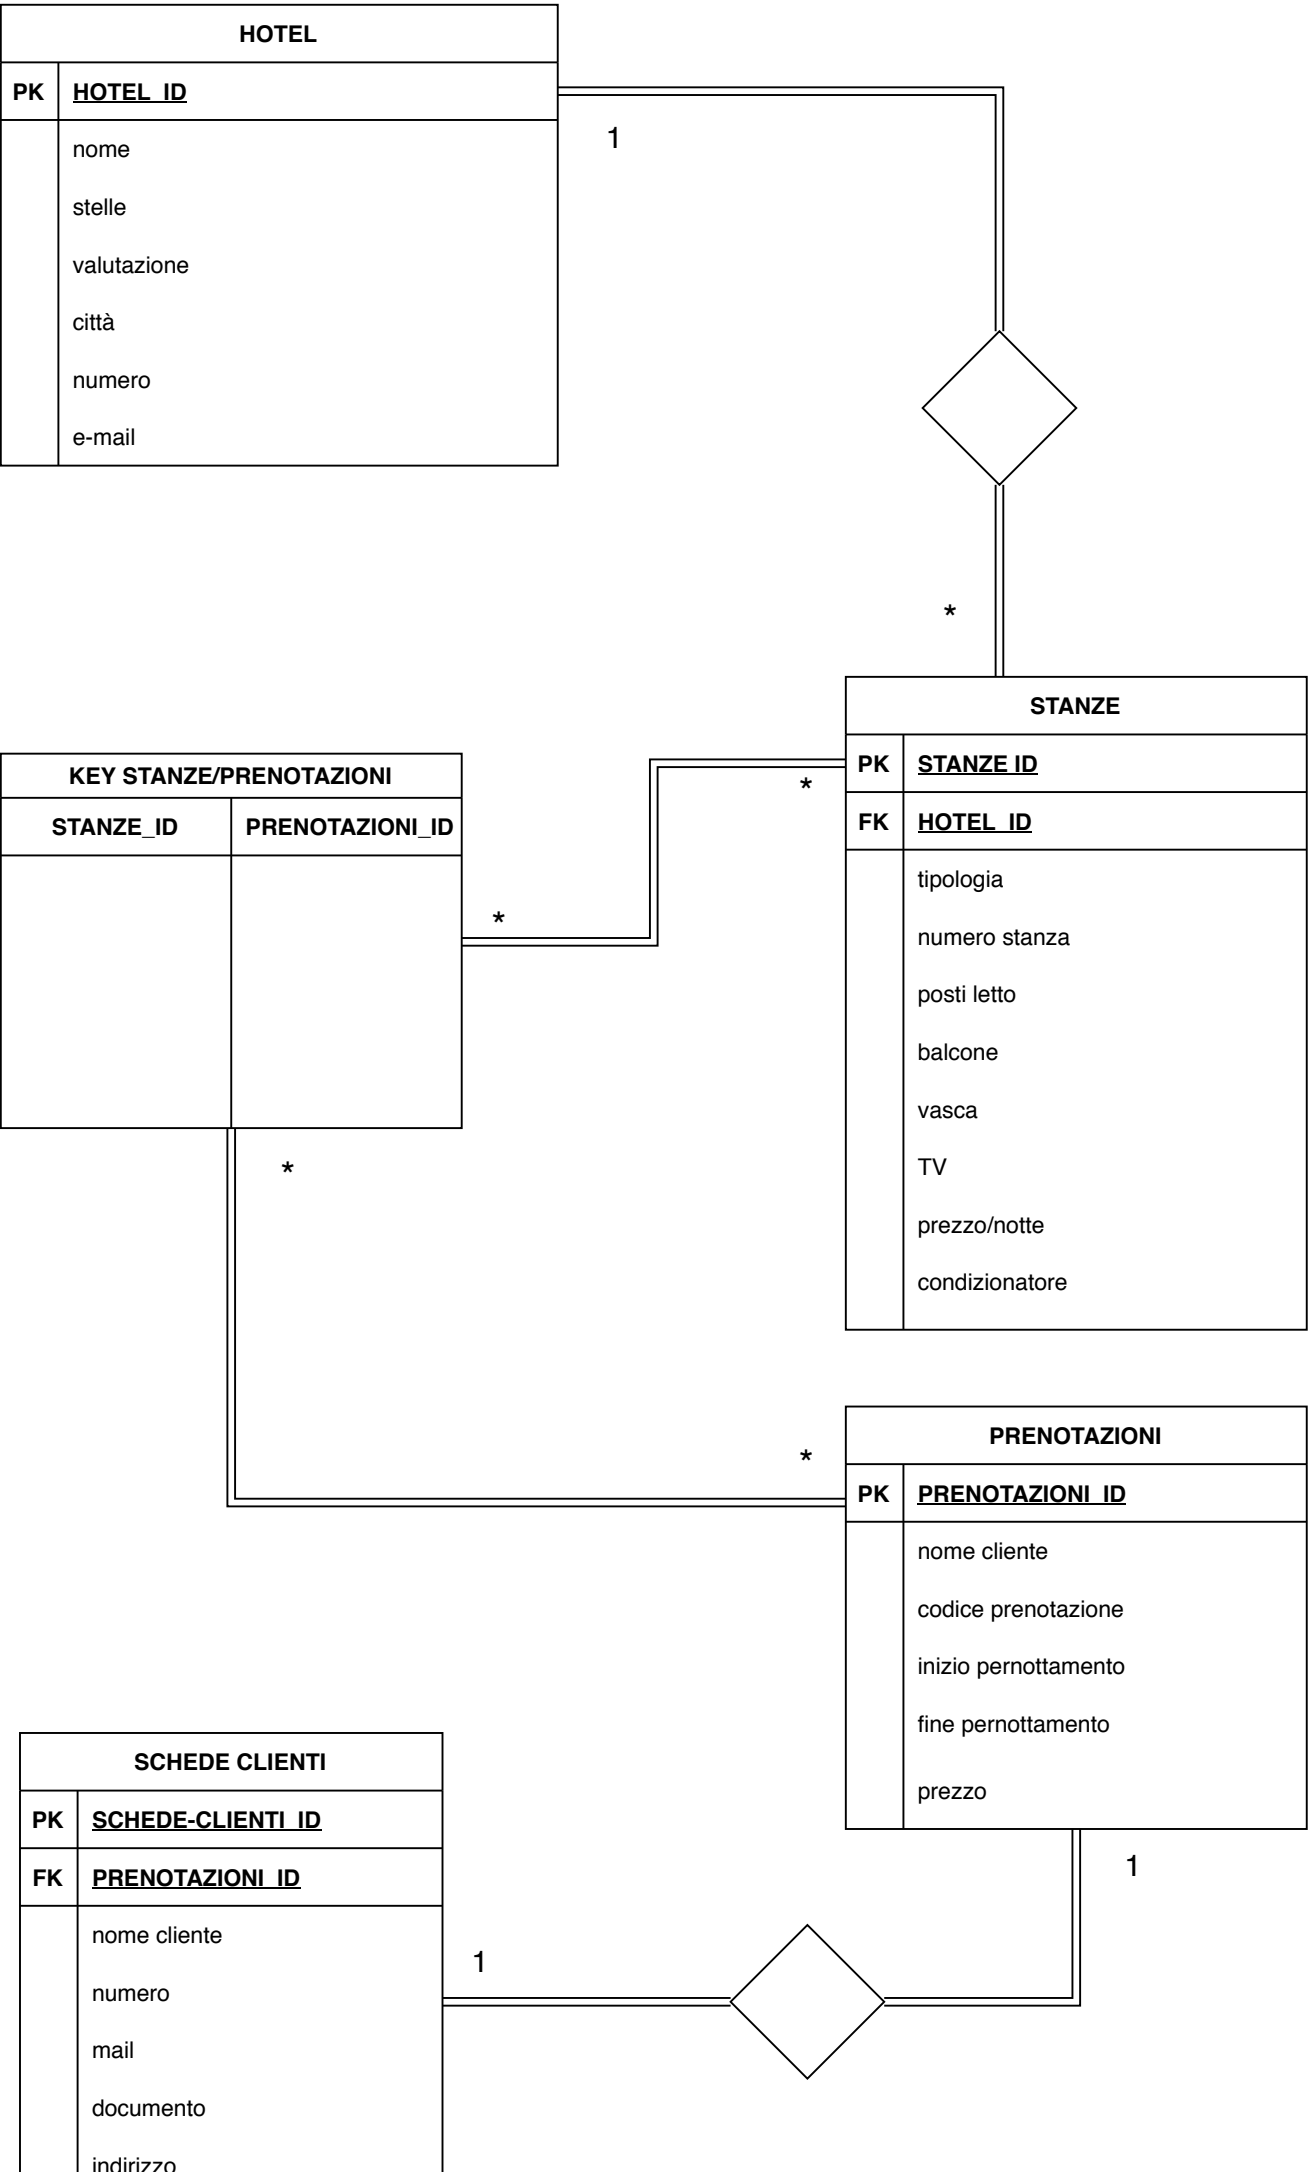 HOTEL
PK HOTEL_ID
nome
stelle
valutazione
città
numero
e-mail
1
*
STANZE
PK STANZE ID
FK HOTEL_ID
tipologia
numero stanza
posti letto
balcone
vasca
TV
prezzo/notte
condizionatore
*
KEY STANZE/PRENOTAZIONI
STANZE_ID PRENOTAZIONI_ID
*
*
*
PRENOTAZIONI
PK PRENOTAZIONI_ID
nome cliente
codice prenotazione
inizio pernottamento
fine pernottamento
prezzo
1
1
SCHEDE CLIENTI
PK SCHEDE-CLIENTI_ID
FK PRENOTAZIONI_ID
nome cliente
numero
mail
documento
indirizzo